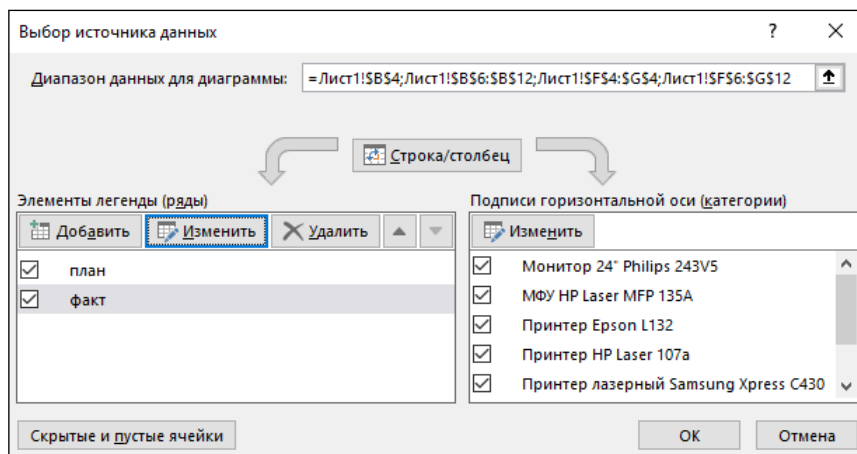 Выбор источника данных
?
Диапазон данных для диаграммы: =Лист1!$B$4;Лист1!$B$6:$B$12;Лист1!$F$4:$G$4;Лист1!$F$6:$G$12
Строка/столбец
Элементы легенды (ряды)
Добавить Изменить Удалить
план
факт
Подписи горизонтальной оси (категории)
Изменить
Монитор 24" Philips 243V5
МФУ HP Laser MFP 135A
Принтер Epson L132
Принтер HP Laser 107a
Принтер лазерный Samsung Xpress C430
Скрытые и пустые ячейки
ОК Отмена